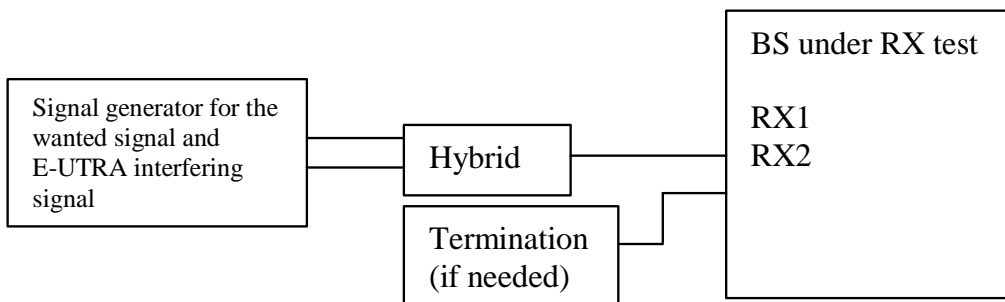 Signal generator for the
wanted signal and
E-UTRA interfering
signal
Hybrid
Termination
(if needed)
BS under RX test
RX1
RX2